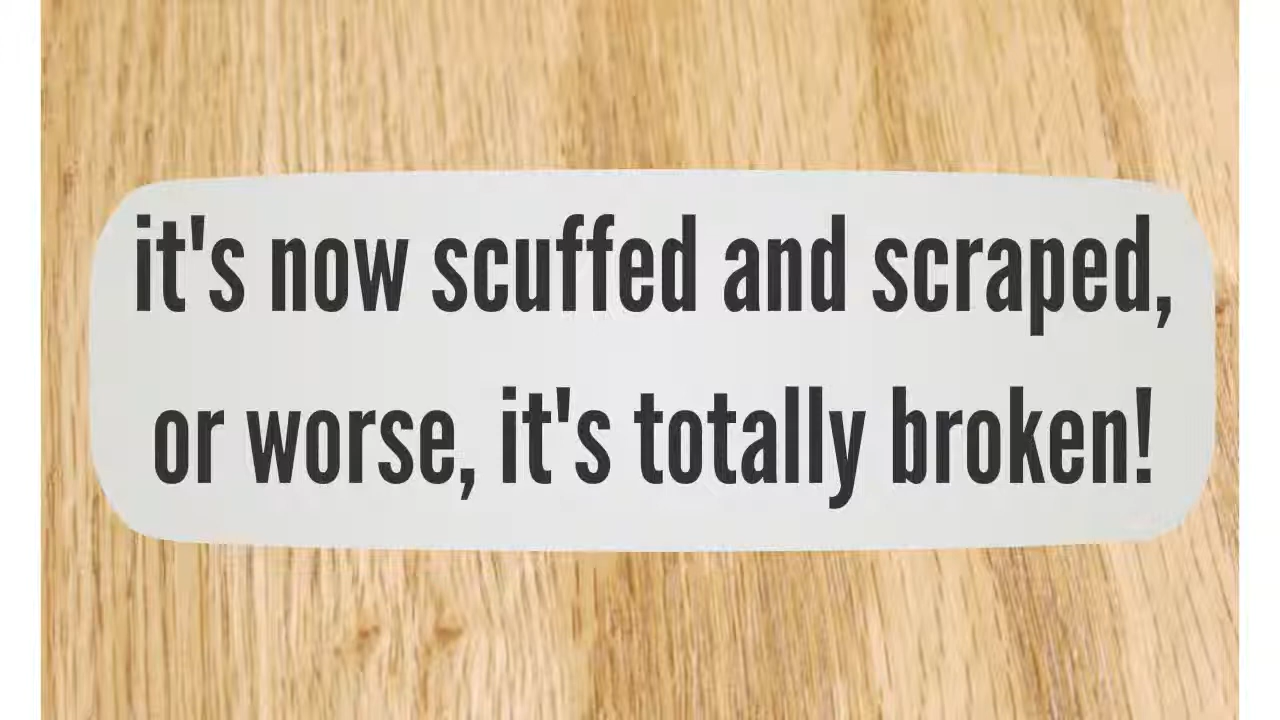 it's now scuffed and scraped,
or worse, it's totally broken!